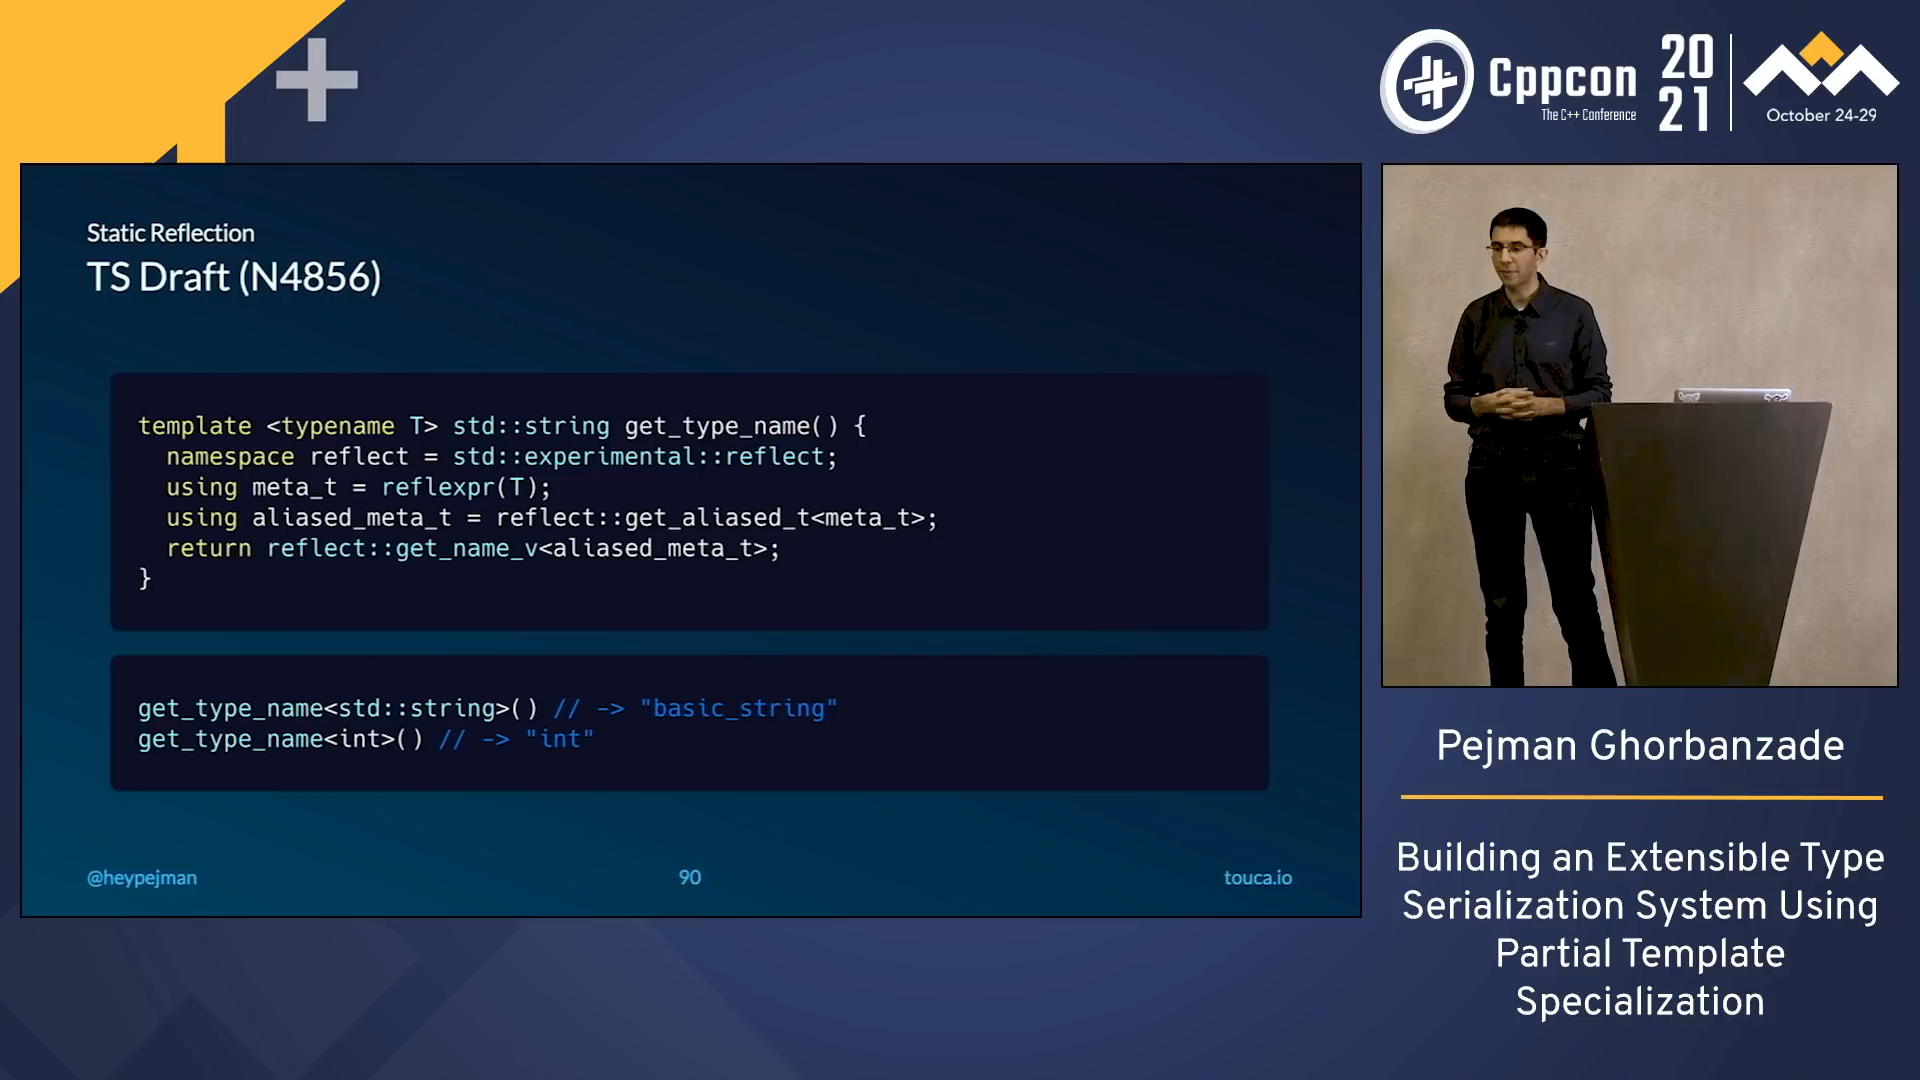 Cppcon
The C++ Conference
20
21
October 24-29
Static Reflection
TS Draft (N4856)
template <typename T> std::string get_type_name() {
  namespace reflect = std::experimental::reflect;
  using meta_t = reflexpr(T);
  using aliased_meta_t = reflect::get_aliased_t<meta_t>;
  return reflect::get_name_v<aliased_meta_t>;
}
get_type_name<std::string>() // -> "basic_string"
get_type_name<int>() // -> "int"
@heypejman
90
touca.io
Pejman Ghorbanzade
Building an Extensible Type
Serialization System Using
Partial Template
Specialization